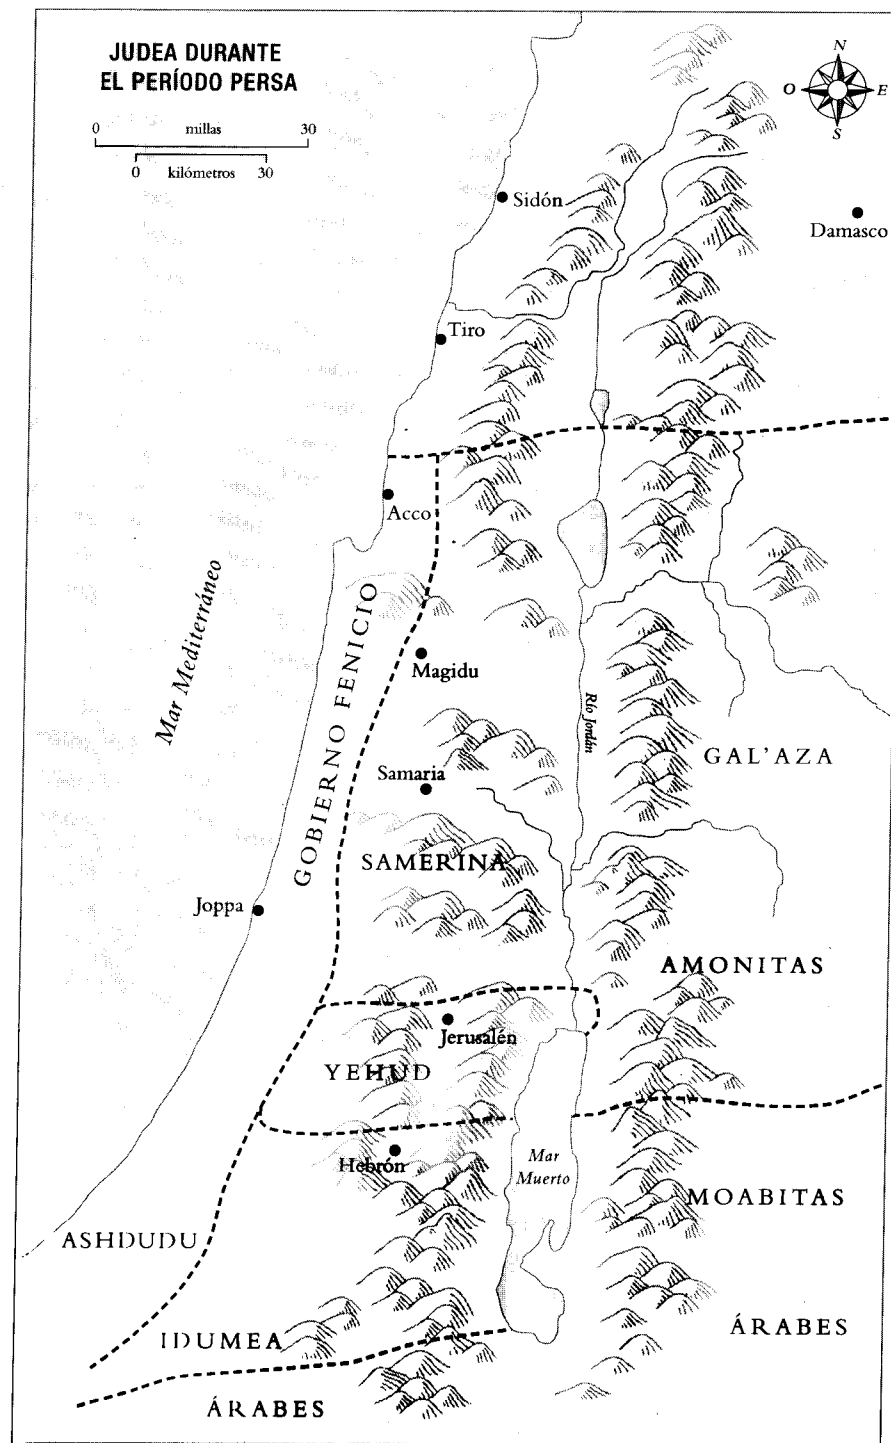 JUDEA DURANTE
EL PERÍODO PERSA
0 millas 30
0 kilómetros 30
N
O E
S
Sidón
Damasco
Tiro
Acco
Mar Mediterráneo
GOBIERNO FENICIO
Magidu
Río Jordán
GAL'AZA
Samaria
SAMERINA
Joppa
AMONITAS
Jerusalén
YEHUD
Hebrón
Mar
Muerto
MOABITAS
ASHDUDU
IDUMEA
ÁRABES
ÁRABES